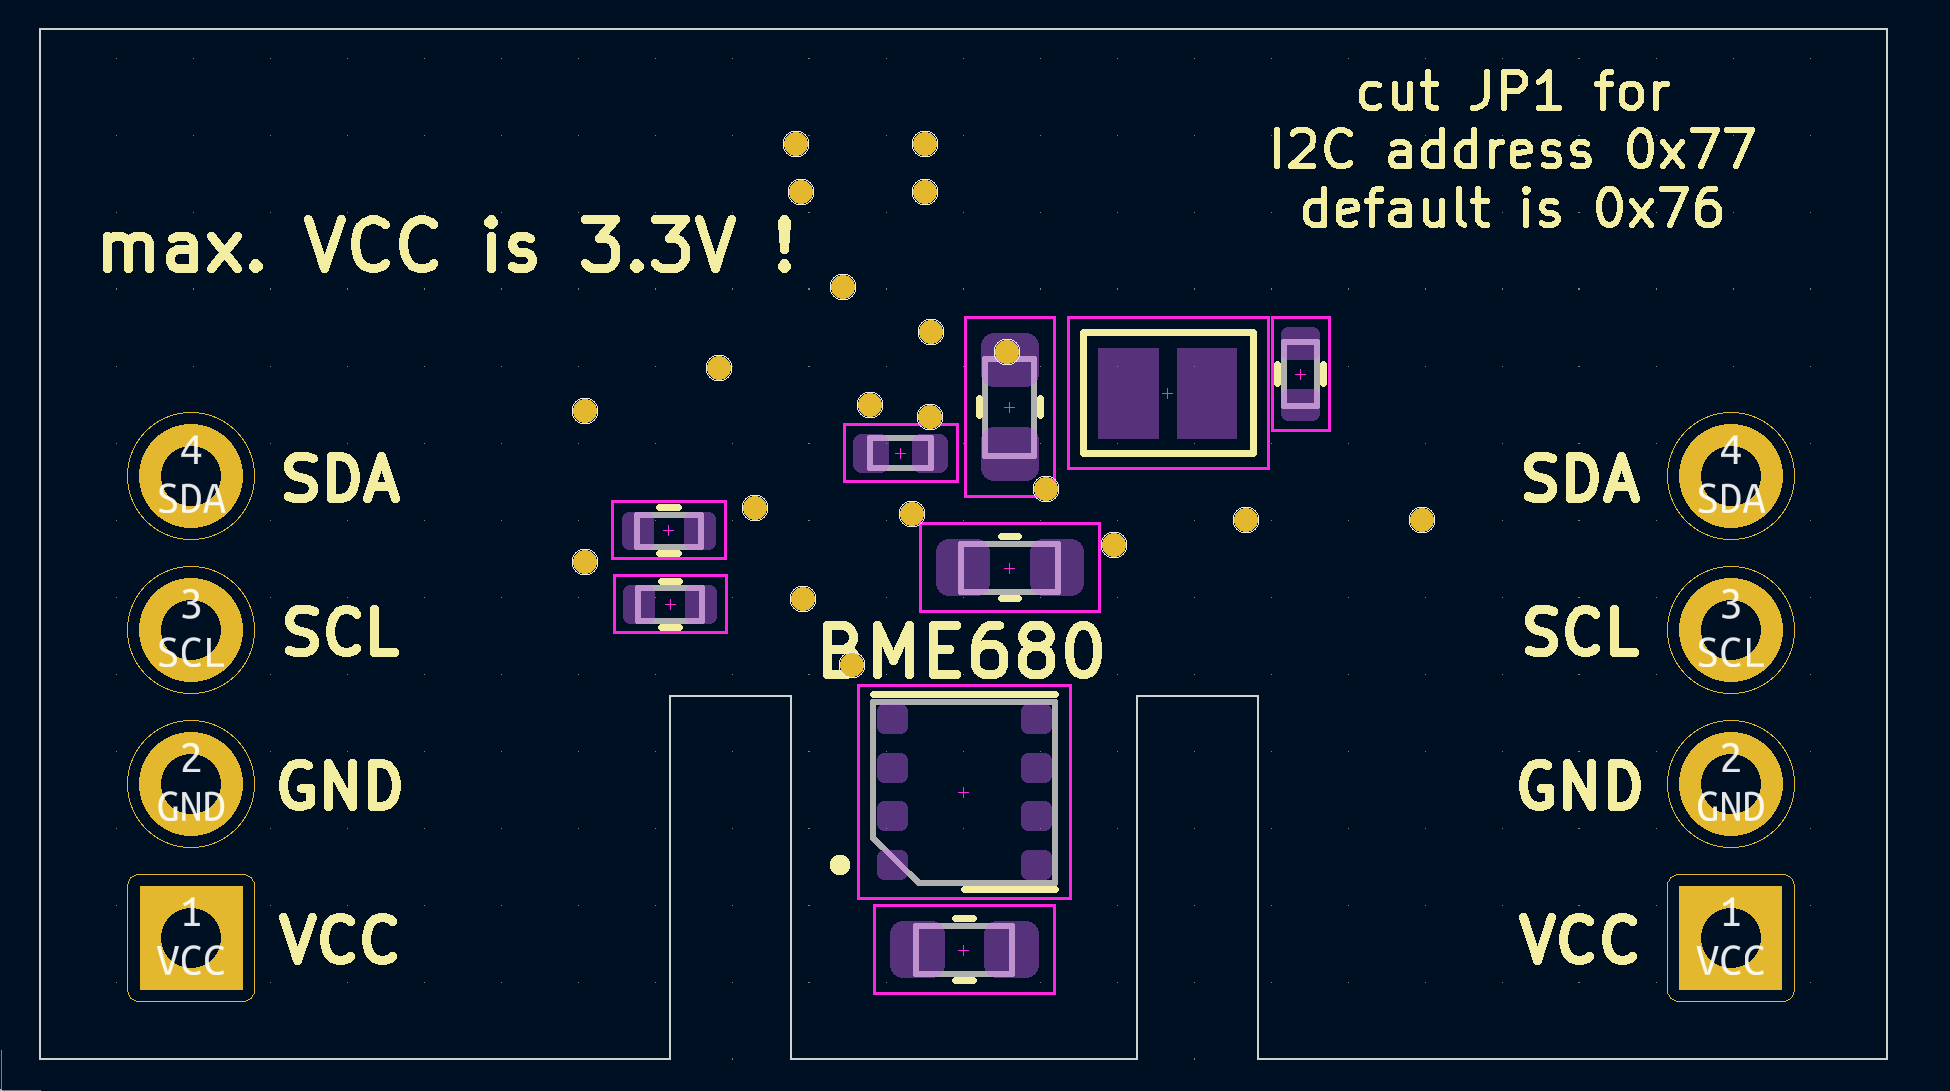 cut JP1 for
I2C address 0x77
default is 0x76
max. VCC is 3.3V !
4
SDA
SDA
SDA
4
SDA
3
SCL
SCL
SCL
3
SCL
BME680
2
GND
GND
GND
2
GND
1
VCC
VCC
VCC
1
VCC